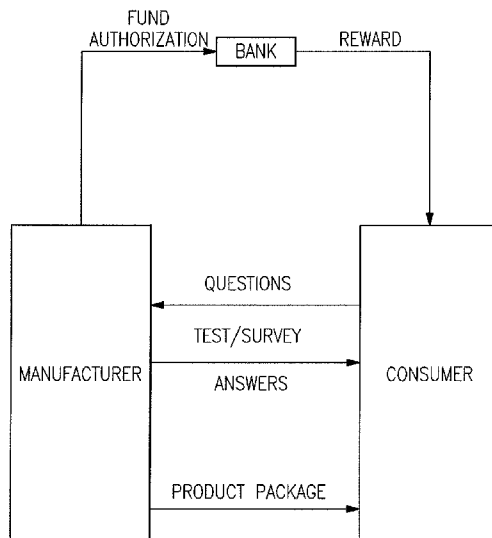 FUND
AUTHORIZATION
BANK
REWARD
QUESTIONS
TEST/SURVEY
MANUFACTURER
ANSWERS
CONSUMER
PRODUCT PACKAGE